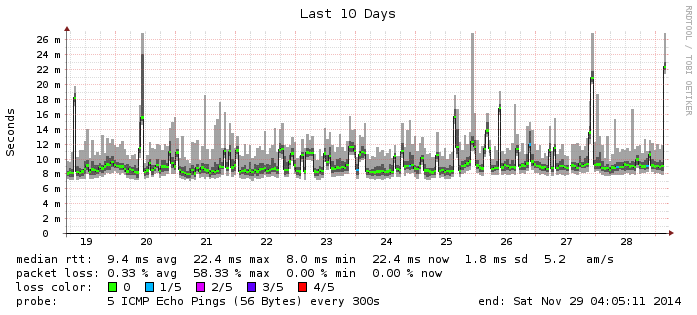 Last 10 Days
RRDTOOL / TOBI OETIKER
Seconds
26 m
24 m
22 m
20 m
18 m
16 m
14 m
12 m
10 m
8 m
6 m
4 m
2 m
0
19 20 21 22 23 24 25 26 27 28
median rtt: 9.4 ms avg 22.4 ms max 8.0 ms min 22.4 ms now 1.8 ms sd 5.2 am/s
packet loss: 0.33 % avg 58.33 % max 0.00 % min 0.00 % now
loss color: 0 1/5 2/5 3/5 4/5
probe: 5 ICMP Echo Pings (56 Bytes) every 300s end: Sat Nov 29 04:05:11 2014